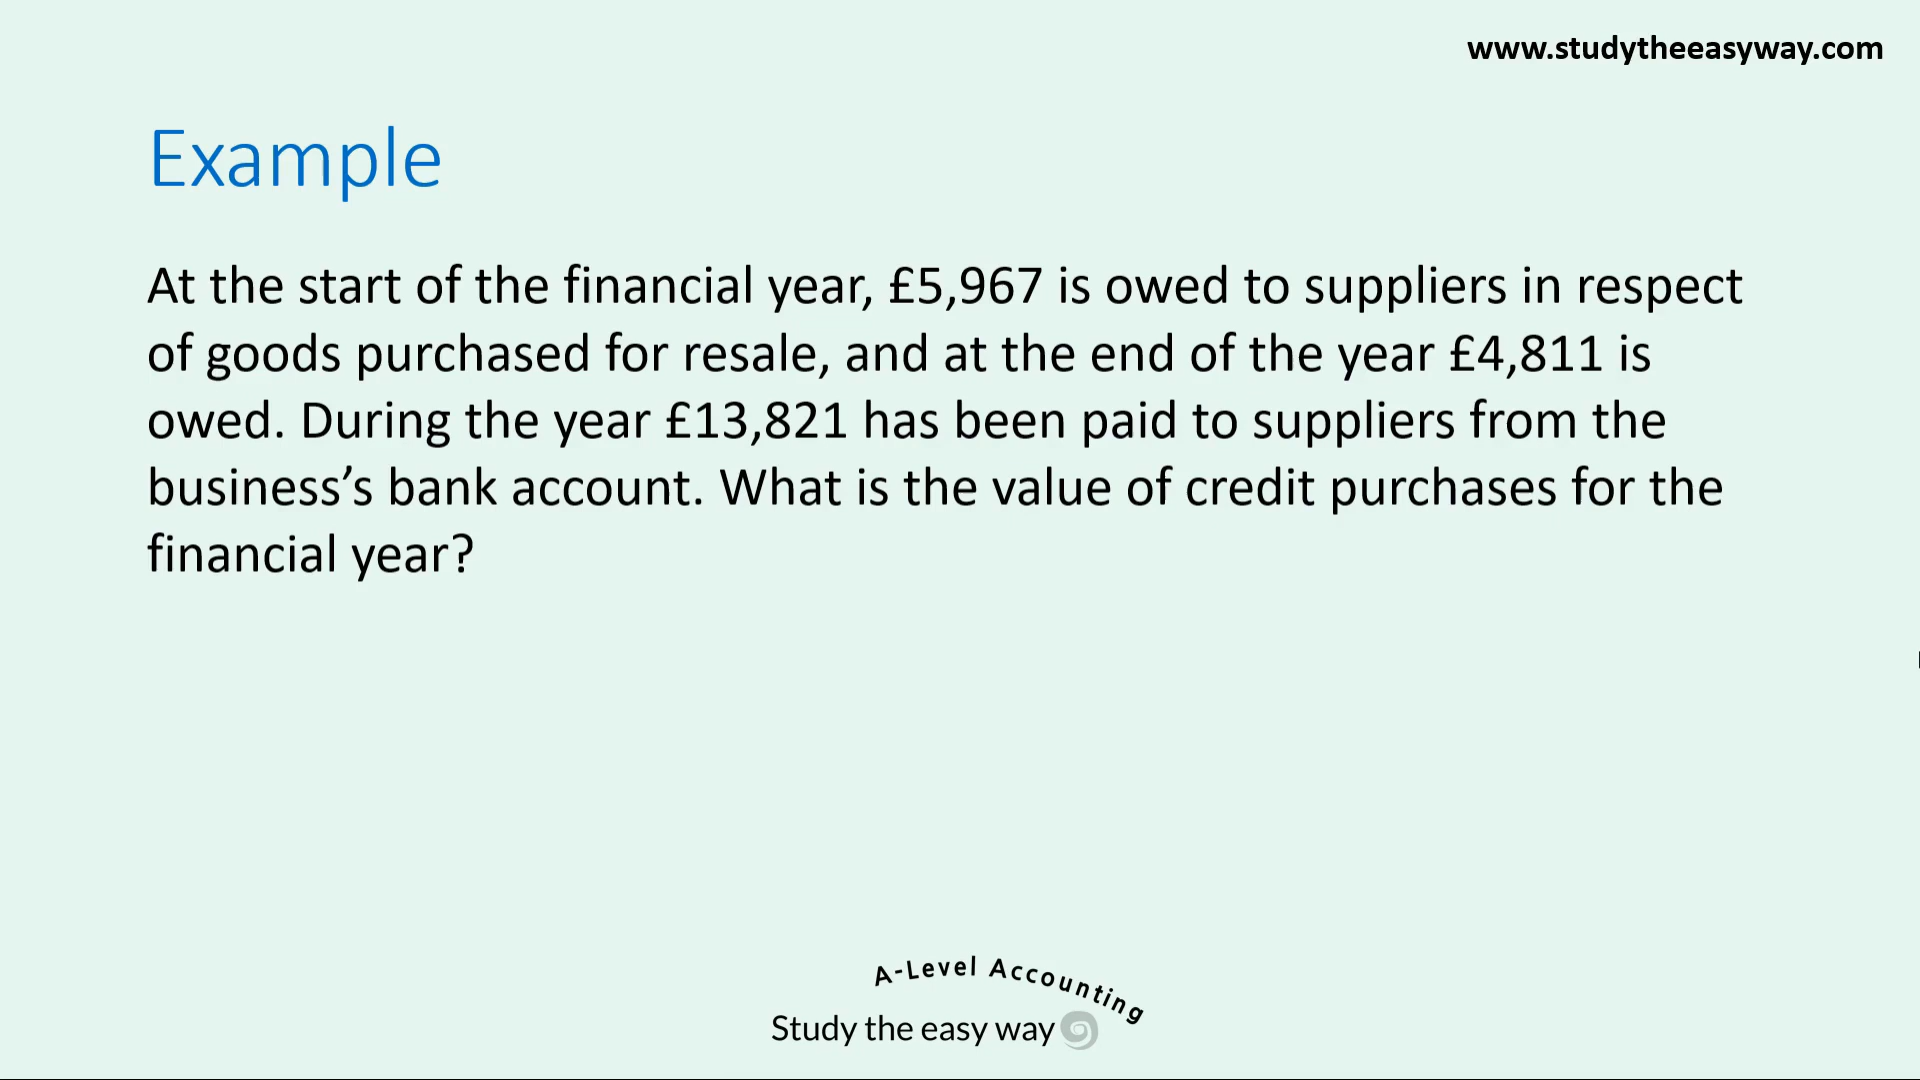 www.studytheeasyway.com
Example
At the start of the financial year, £5,967 is owed to suppliers in respect
of goods purchased for resale, and at the end of the year £4,811 is
owed. During the year £13,821 has been paid to suppliers from the
business’s bank account. What is the value of credit purchases for the
financial year?
A-Level Accounting
Study the easy way